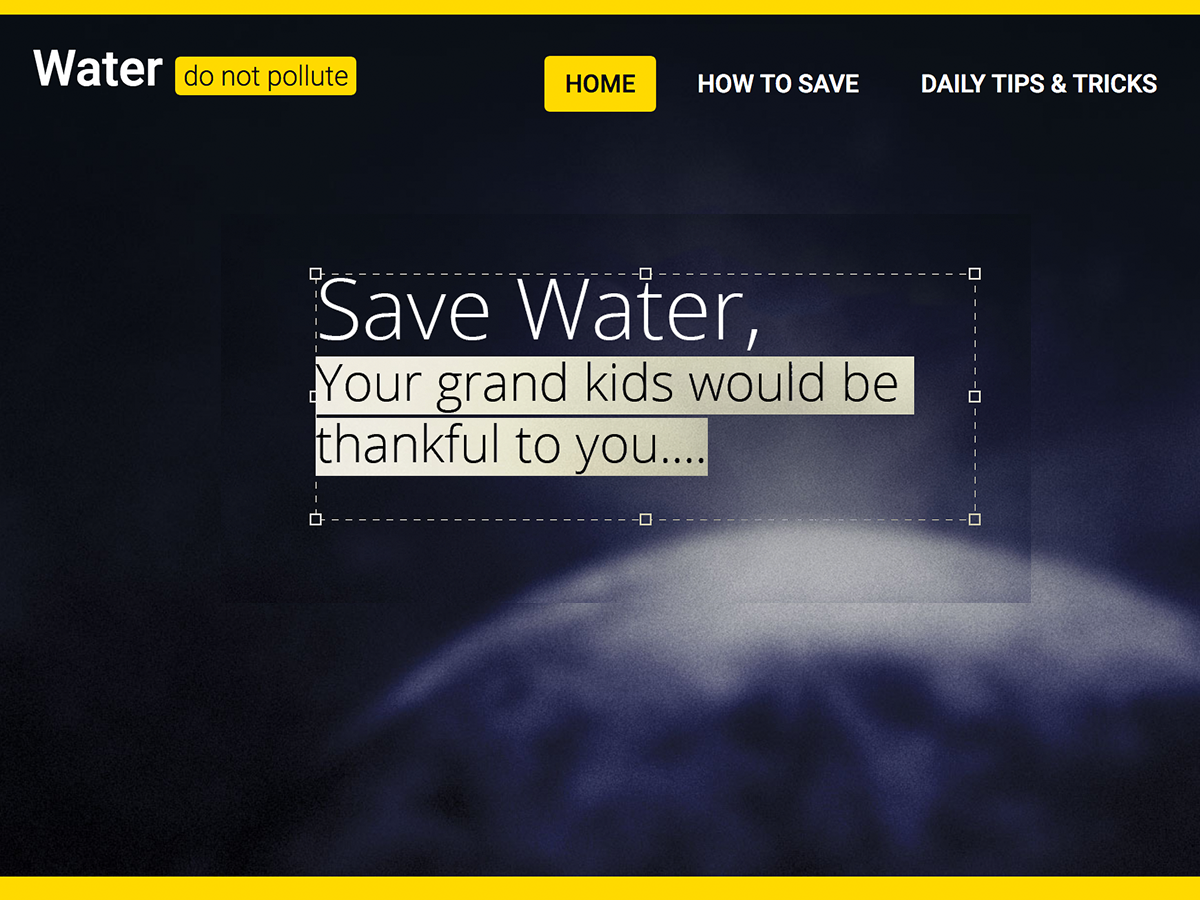 Water do not pollute
HOME HOW TO SAVE DAILY TIPS & TRICKS
Save Water,
Your grand kids would be
thankful to you....